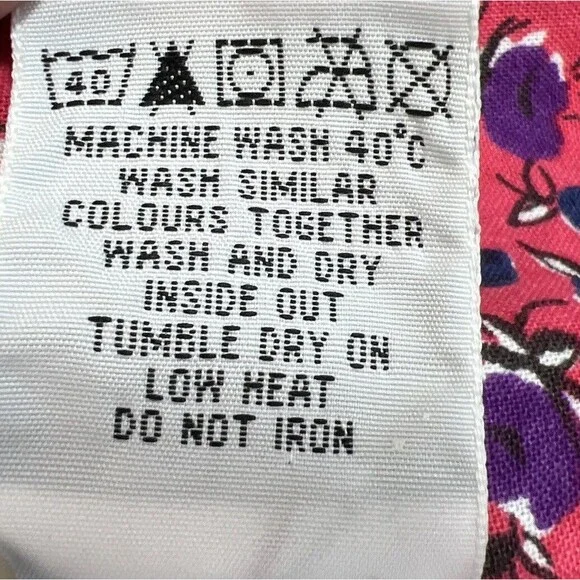 40
MACHINE WASH 40°C
WASH SIMILAR
COLOURS TOGETHER
WASH AND DRY
INSIDE OUT
TUMBLE DRY ON
LOW HEAT
DO NOT IRON